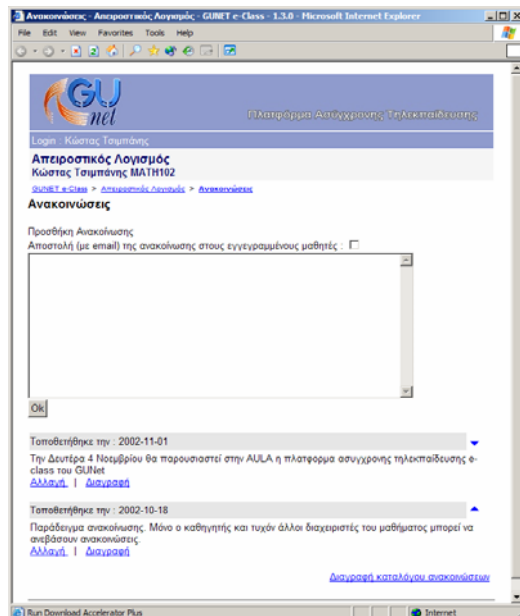 Ανακοινώσεις - Απειροστικός Λογισμός - GUNET e-Class - 1.3.0 - Microsoft Internet Explorer
File Edit View Favorites Tools Help
GU
net
Πλατφόρμα Ασύγχρονης Τηλεκπαίδευσης
Login : Κώστας Τσιμπάνης
Απειροστικός Λογισμός
Κώστας Τσιμπάνης MATH102
GUNET e-Class > Απειροστικός Λογισμός > Ανακοινώσεις
Ανακοινώσεις
Προσθήκη Ανακοίνωσης
Αποστολή (με email) της ανακοίνωσης στους εγγεγραμμένους μαθητές :
Ok
Τοποθετήθηκε την : 2002-11-01
Την Δευτέρα 4 Νοεμβρίου θα παρουσιαστεί στην AULA η πλατφορμα ασυγχρονης τηλεκπαίδευσης e-
class του GUNet
Αλλαγή | Διαγραφή
Τοποθετήθηκε την : 2002-10-18
Παράδειγμα ανακοίνωσης. Μόνο ο καθηγητής και τυχόν άλλοι διαχειριστές του μαθήματος μπορεί να
ανεβάσουν ανακοινώσεις.
Αλλαγή | Διαγραφή
Διαγραφή καταλόγου ανακοινώσεων
Run Download Accelerator Plus
Internet